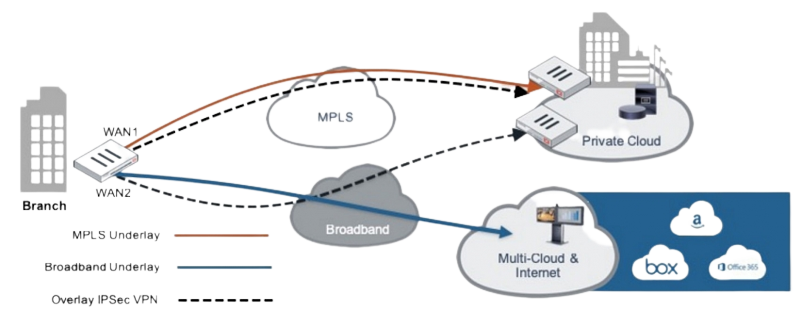 WAN1
MPLS
Private Cloud
WAN2
Branch
Broadband
MPLS Underlay
Broadband Underlay
Overlay IPSec VPN
Multi-Cloud &
Internet
a
box
Office 365